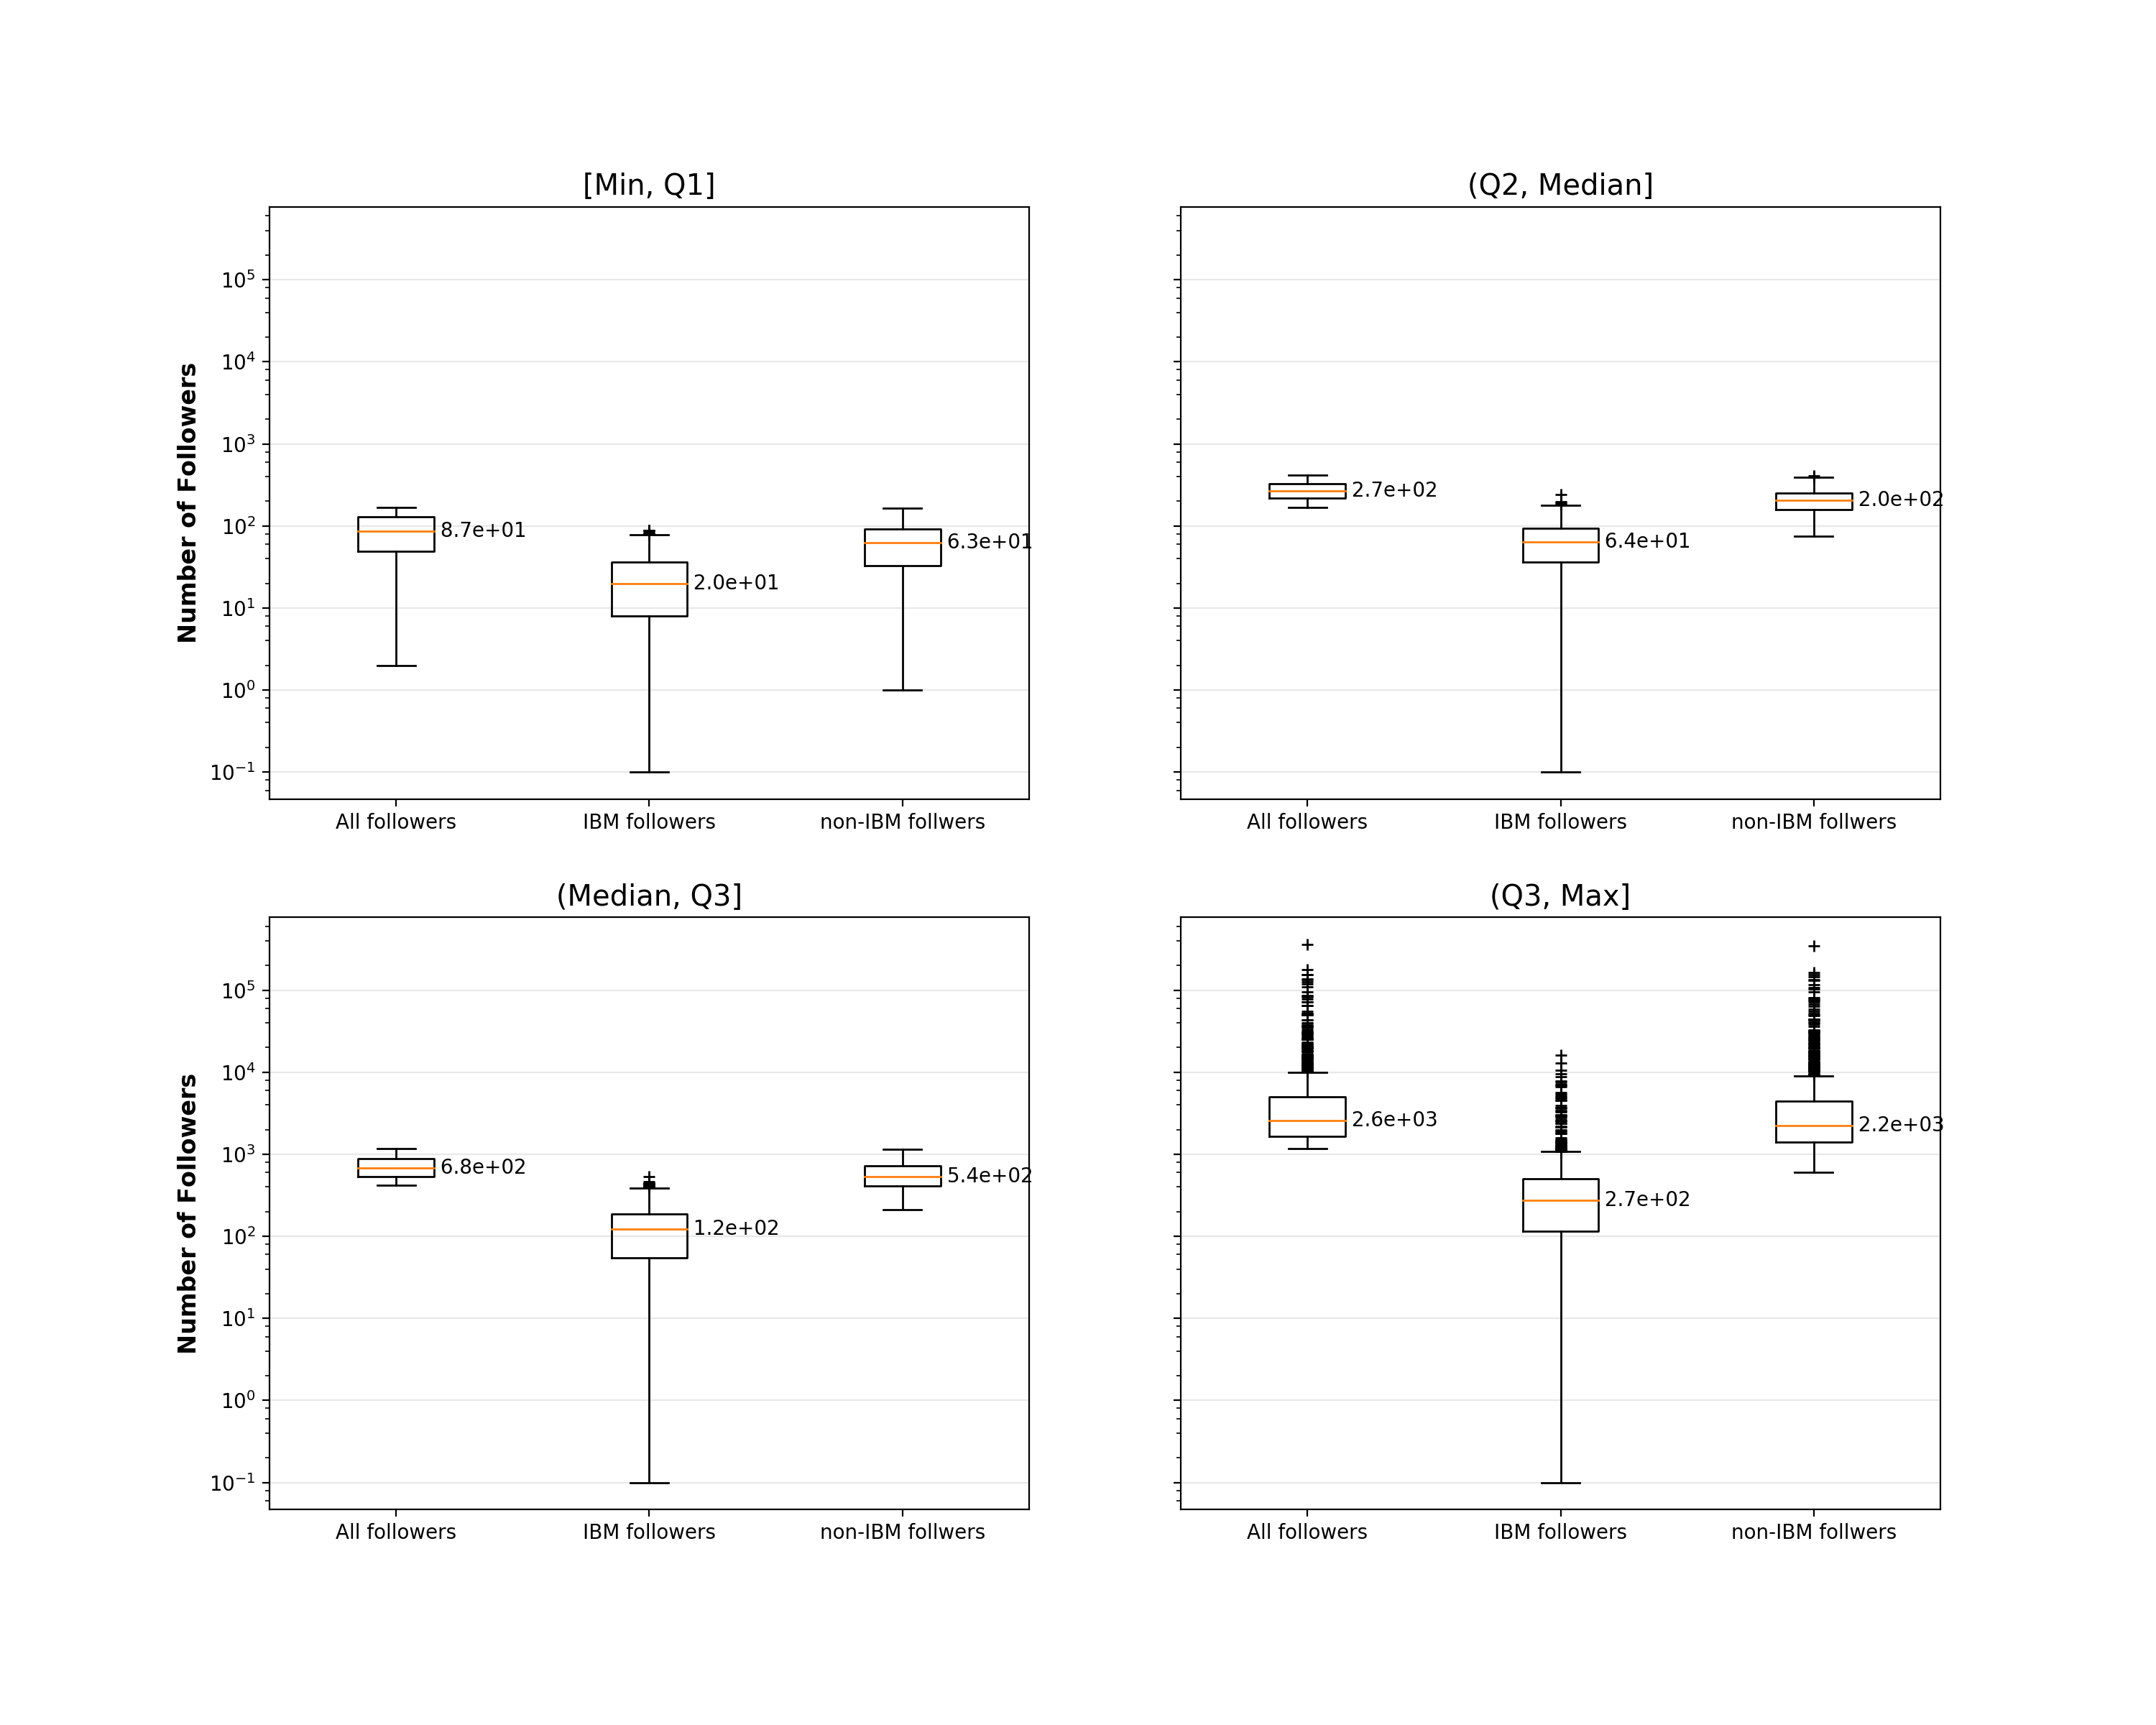 [Min, Q1]
(Q2, Median]
Number of Followers
10⁵
10⁴
10³
10²
10¹
10⁰
10⁻¹
8.7e+01
2.0e+01
6.3e+01
2.7e+02
6.4e+01
2.0e+02
All followers
IBM followers
non-IBM follwers
All followers
IBM followers
non-IBM follwers
(Median, Q3]
(Q3, Max]
Number of Followers
10⁵
10⁴
10³
10²
10¹
10⁰
10⁻¹
6.8e+02
1.2e+02
5.4e+02
2.6e+03
2.7e+02
2.2e+03
All followers
IBM followers
non-IBM follwers
All followers
IBM followers
non-IBM follwers